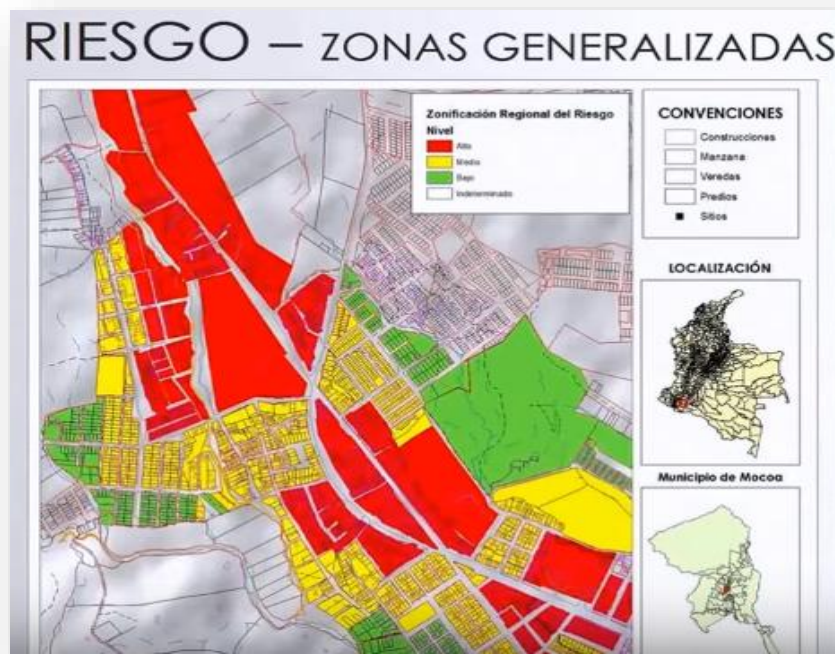 RIESGO – ZONAS GENERALIZADAS
Zonificación Regional del Riesgo
Nivel
Alto
Medio
Bajo
Indeterminado
CONVENCIONES
Construcciones
Manzana
Veredas
Predios
Sitios
LOCALIZACIÓN
Municipio de Mocoa